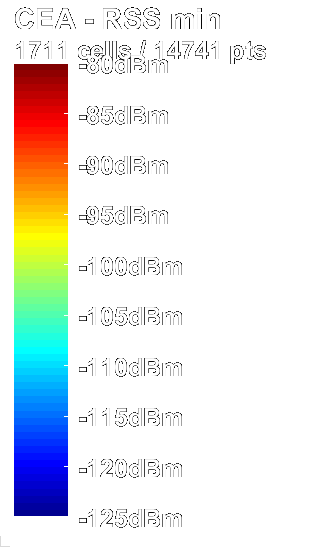 CEA - RSS min
1711 cells / 14741 pts
-80dBm
-85dBm
-90dBm
-95dBm
-100dBm
-105dBm
-110dBm
-115dBm
-120dBm
-125dBm